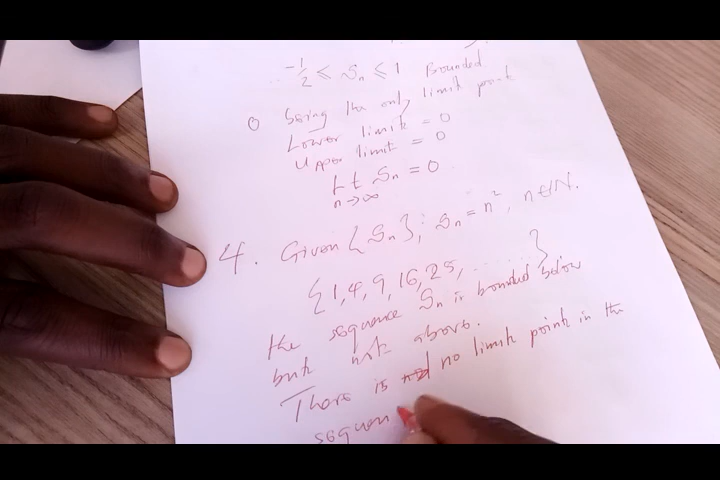 -1/2 ≤ Sn ≤ 1 Bounded
0 being the only limit point
Lower limit = 0
Upper limit = 0
Lt Sn = 0
n→∞
4. Given {Sn}; Sn = n², n∈N.
{1, 4, 9, 16, 25, ......}
the sequence Sn is bounded below
but not above.
There is no limit point in the
sequen